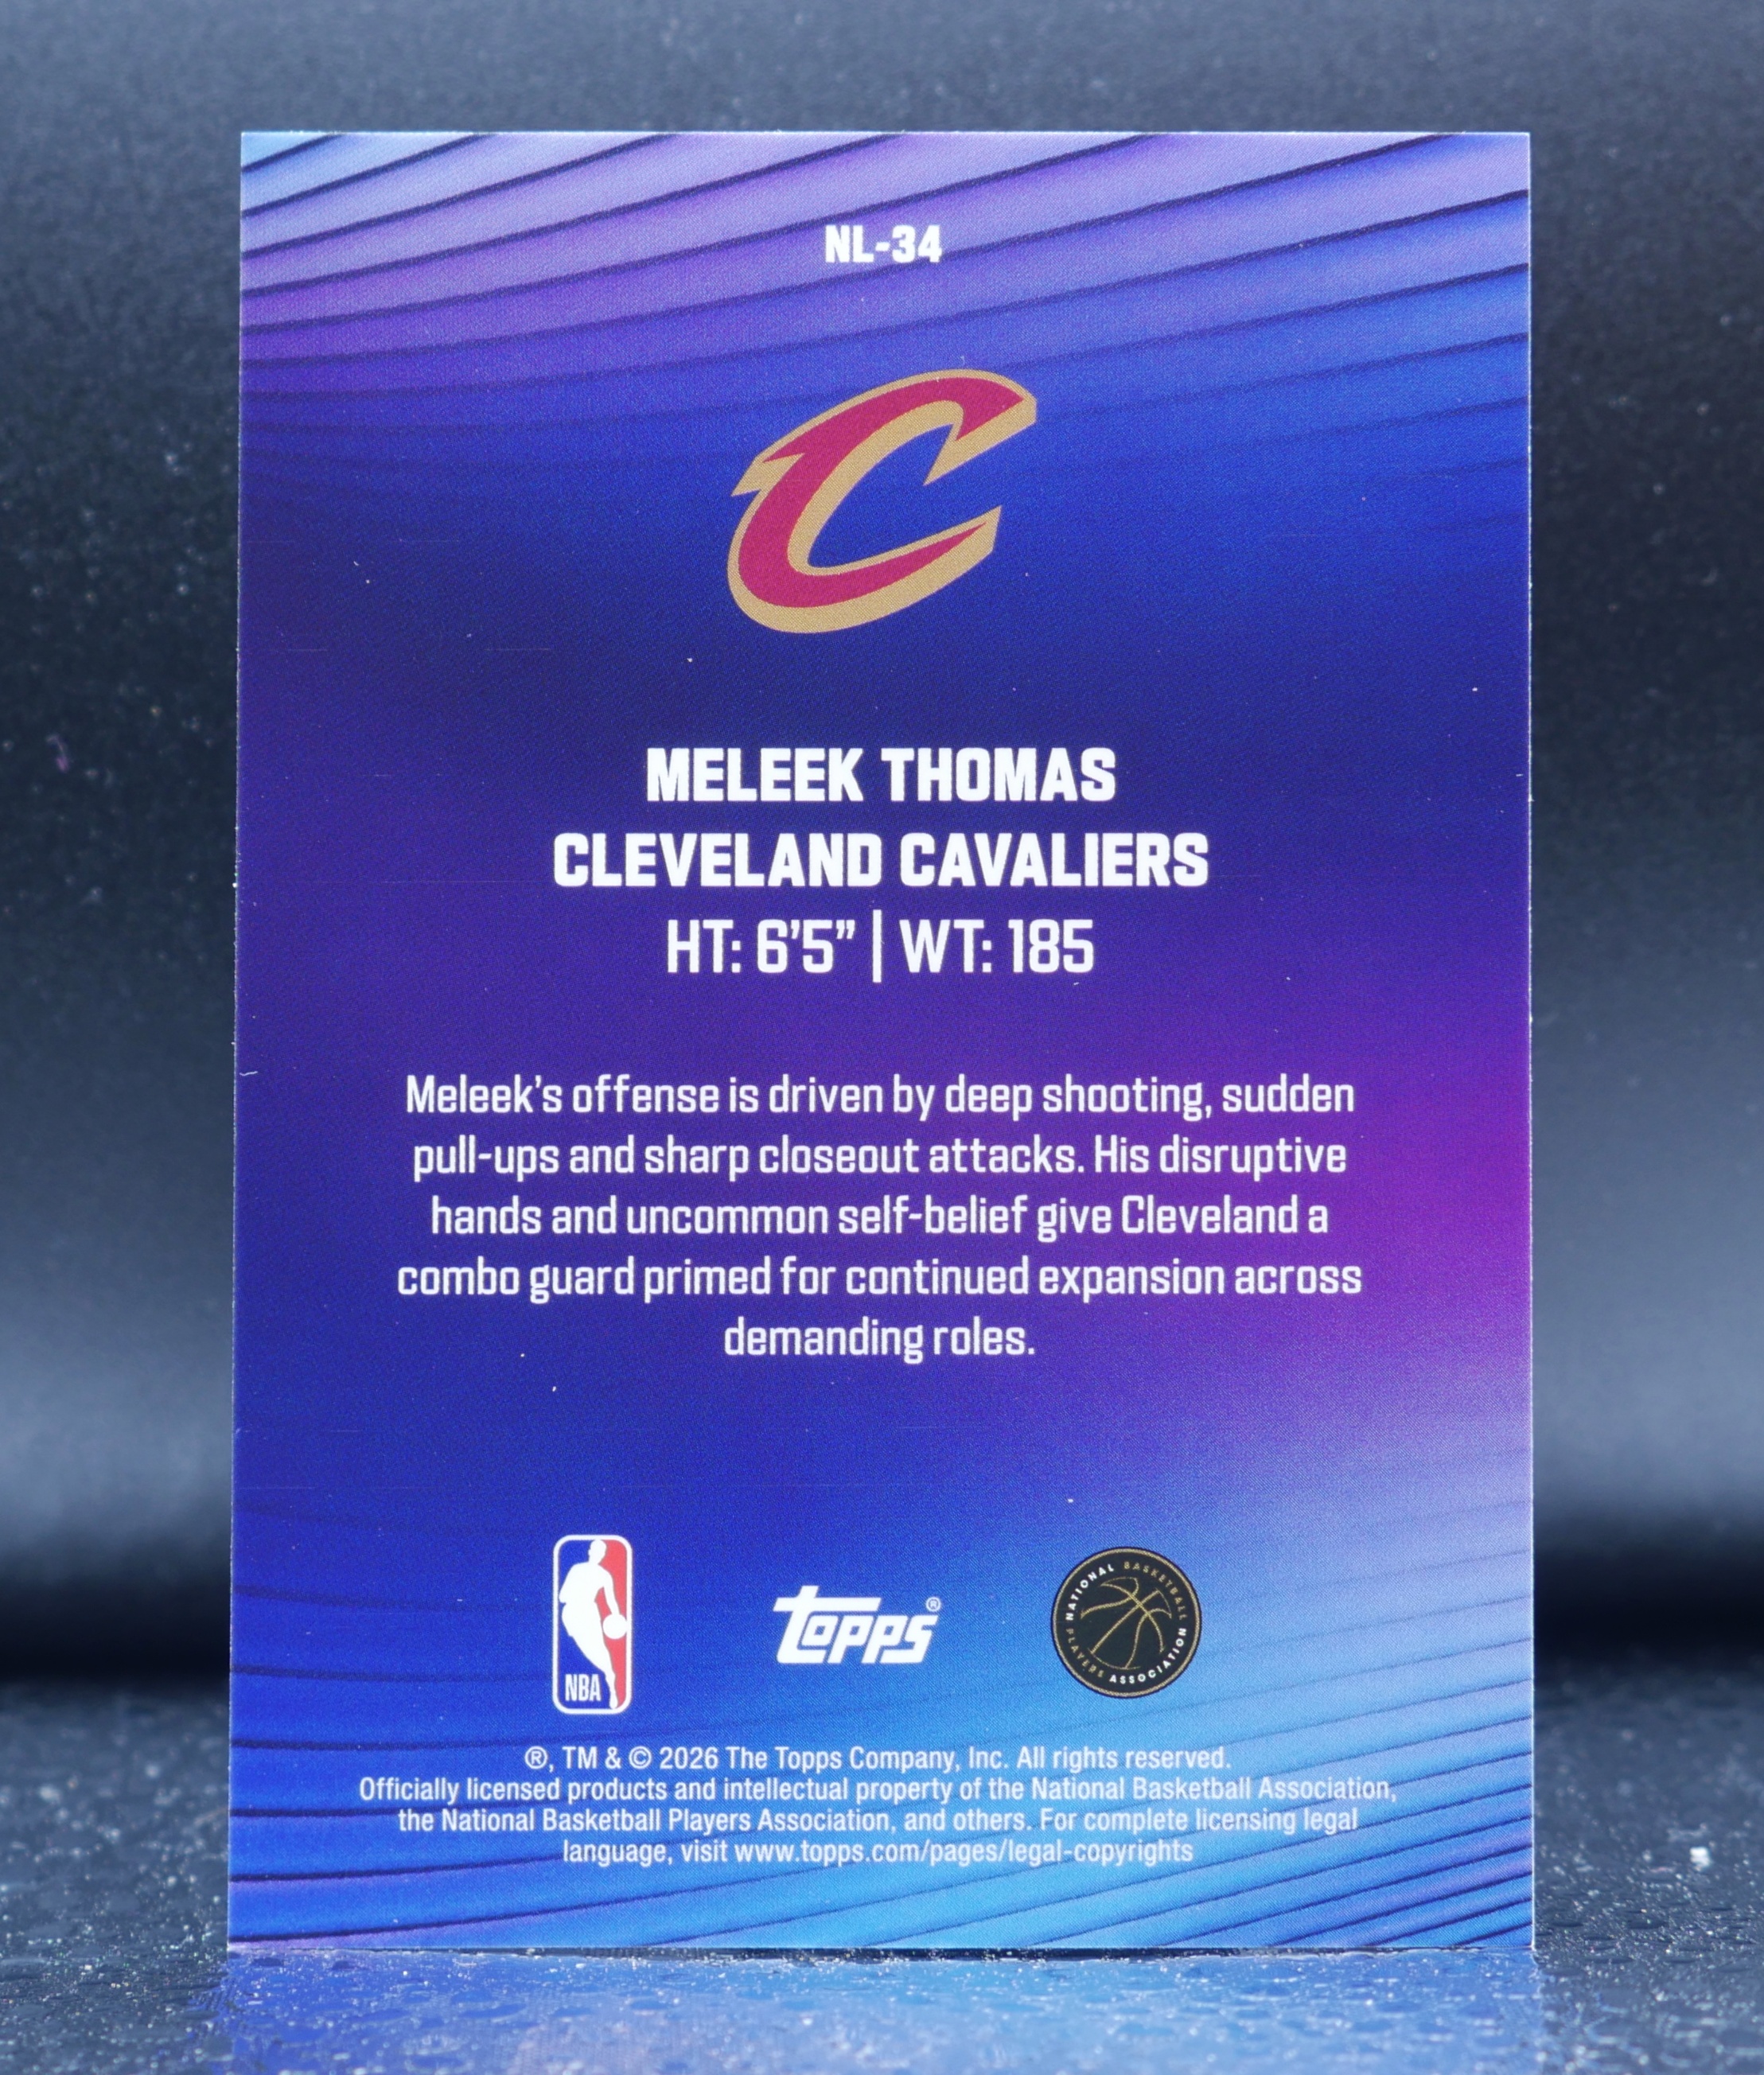 NL-34
MELEEK THOMAS
CLEVELAND CAVALIERS
HT: 6'5" | WT: 185
Meleek's offense is driven by deep shooting, sudden
pull-ups and sharp closeout attacks. His disruptive
hands and uncommon self-belief give Cleveland a
combo guard primed for continued expansion across
demanding roles.
NBA
topps®
NATIONAL BASKETBALL PLAYERS ASSOCIATION
®, TM & © 2026 The Topps Company, Inc. All rights reserved.
Officially licensed products and intellectual property of the National Basketball Association,
the National Basketball Players Association, and others. For complete licensing legal
language, visit www.topps.com/pages/legal-copyrights